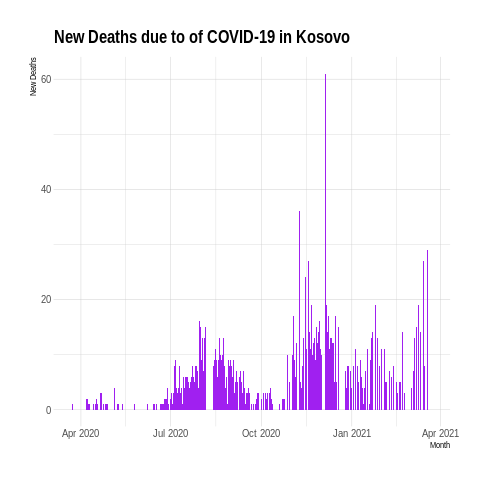 New Deaths due to of COVID-19 in Kosovo
New Deaths
60
40
20
0
Apr 2020 Jul 2020 Oct 2020 Jan 2021 Apr 2021
Month